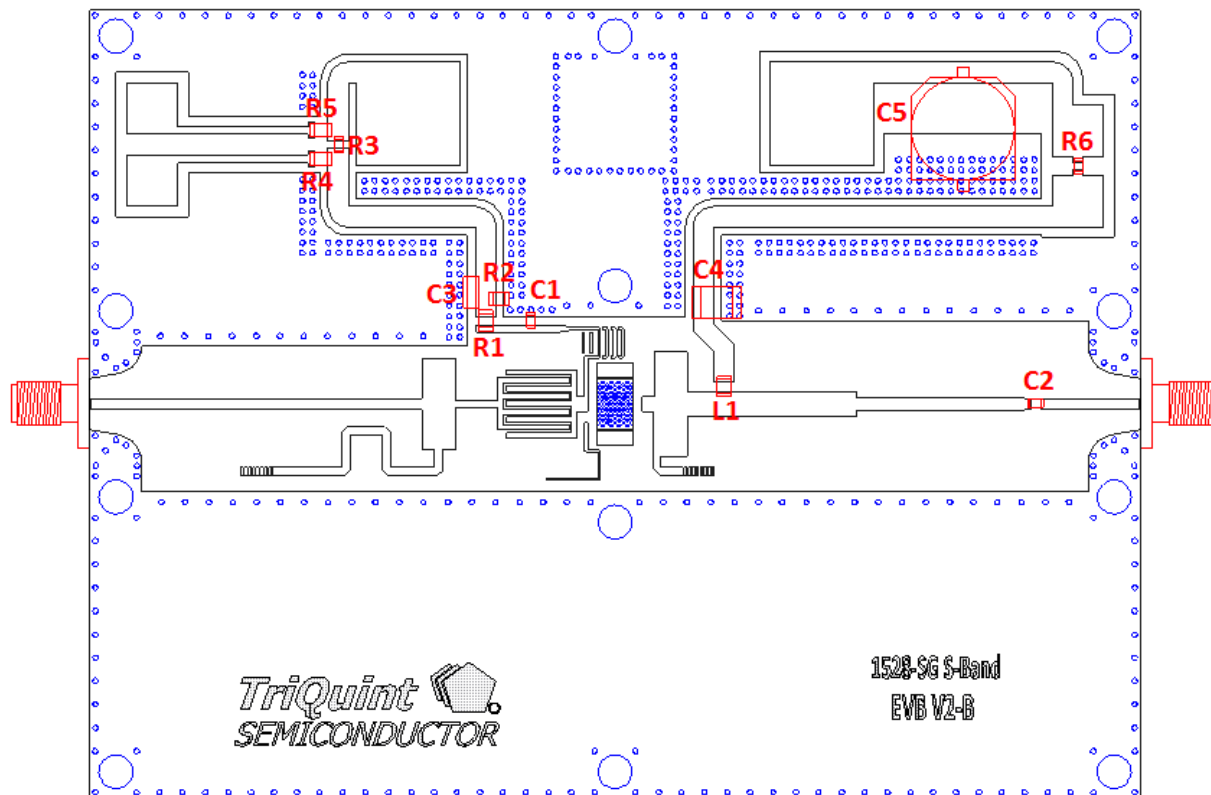 R5
C5
R3
R6
R4
R2
C4
C3
C1
R1
C2
L1
TriQuint
SEMICONDUCTOR
1528-SG S-Band
EVB V2-B